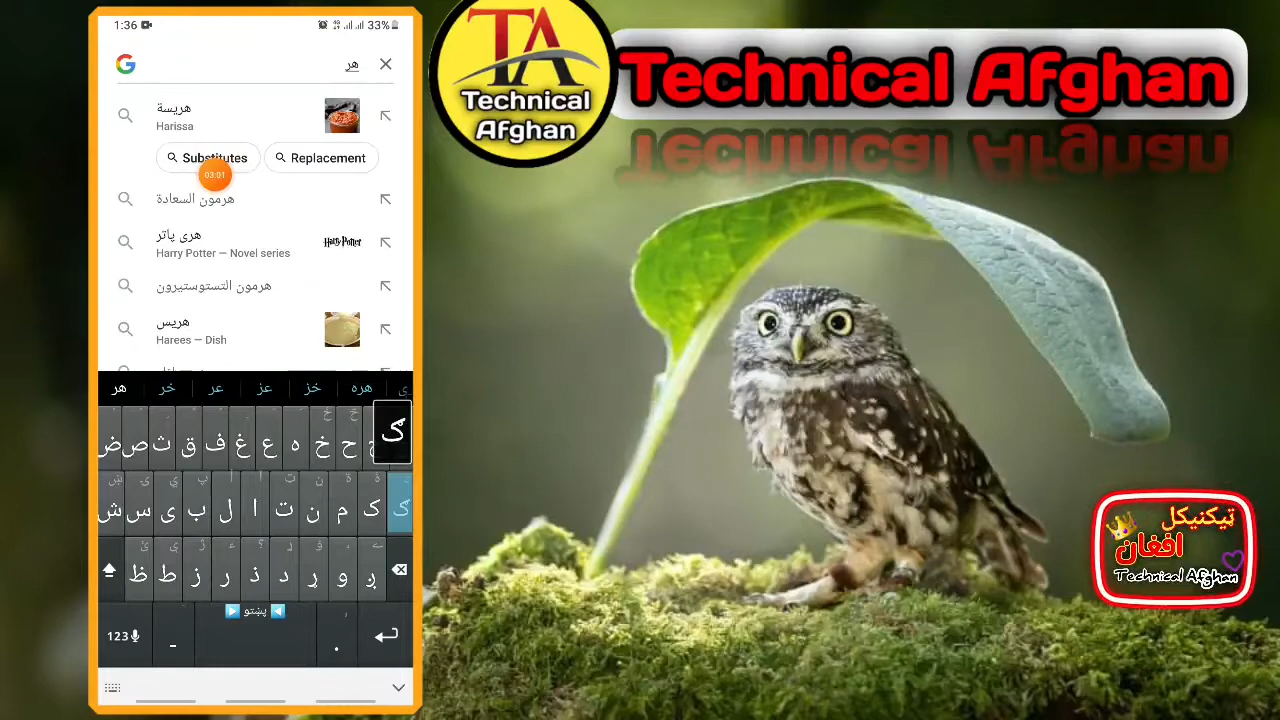 1:36
33%
هر
هريسة
Harissa
Substitutes
Replacement
03:01
هرمون السعادة
هری پاتر
Harry Potter — Novel series
Harry Potter
هرمون التستوستيرون
هريس
Harees — Dish
هر خر عر عز خز هره
ض ص ث ق ف غ ع ه خ ح ج
ګ
ش س ی ب ل ا ت ن م ک ګ
ظ ط ز ر ذ د ړ و ږ
پښتو
123 - .
TA
Technical
Afghan
Technical Afghan
ټیکنیکل
افغان
Technical Afghan